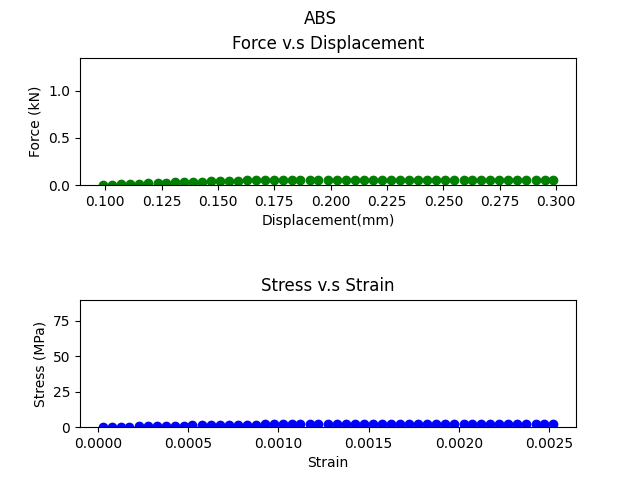 ABS
Force v.s Displacement
1.0
0.5
0.0
Force (kN)
0.100 0.125 0.150 0.175 0.200 0.225 0.250 0.275 0.300
Displacement(mm)
Stress v.s Strain
75
50
25
0
Stress (MPa)
0.0000 0.0005 0.0010 0.0015 0.0020 0.0025
Strain